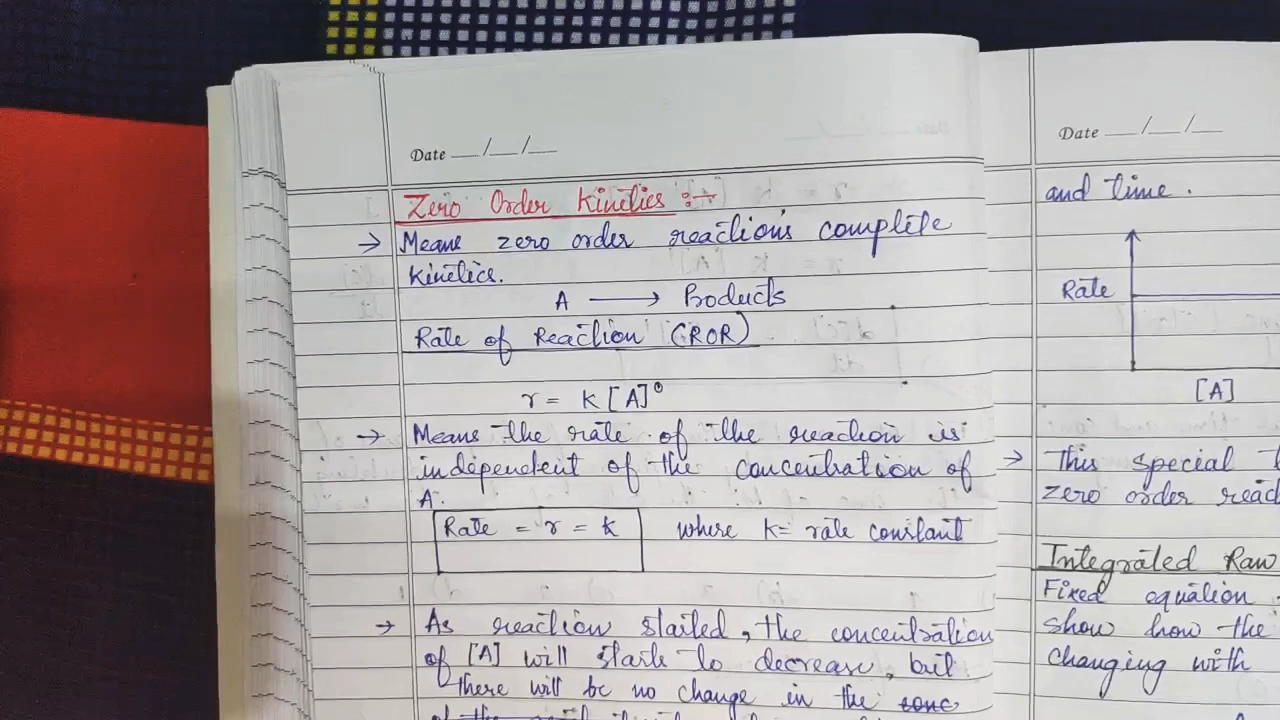 Date __/__/__
Zero Order Kinetics :-
→ Means zero order reactions complete
kinetics.
A ⟶ Products
Rate of Reaction (ROR)
r = k [A]⁰
→ Means the rate of the reaction is
independent of the concentration of
A.
Rate = r = k where k= rate constant
→ As reaction started, the concentration
of [A] will starte to decrease, but
there will be no change in the conc
Date __/__/__
and time.
Rate
[A]
→ This special
zero order
Integrated Raw
Fixed equation
show how the
changing with